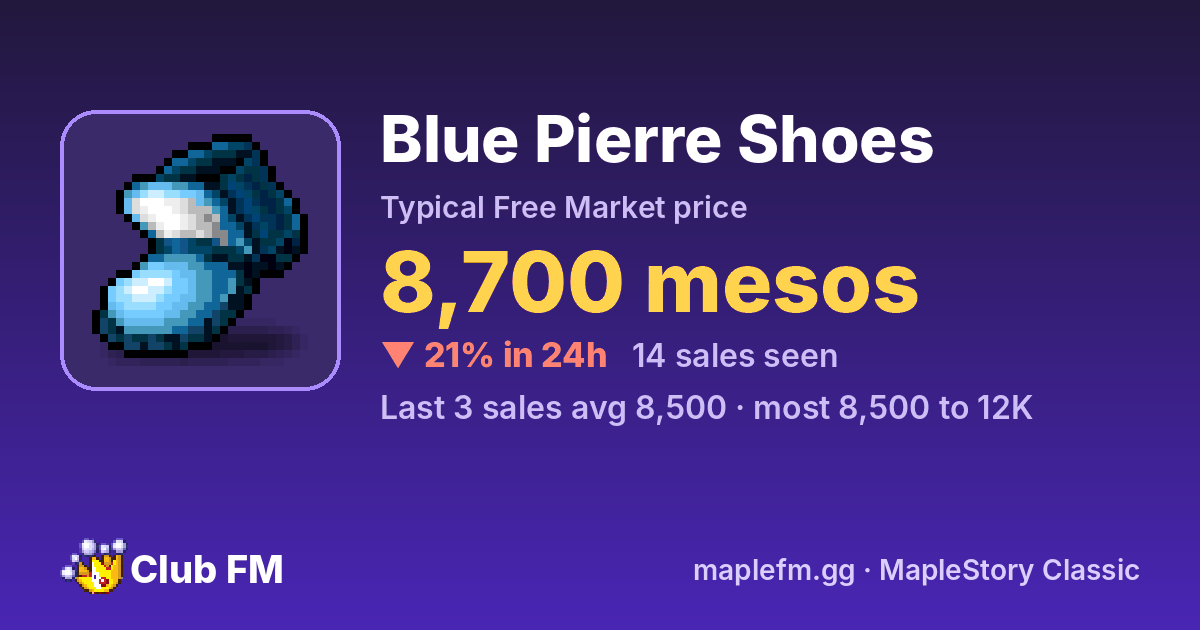 Blue Pierre Shoes
Typical Free Market price
8,700 mesos
▼ 21% in 24h 14 sales seen
Last 3 sales avg 8,500 · most 8,500 to 12K
Club FM
maplefm.gg · MapleStory Classic